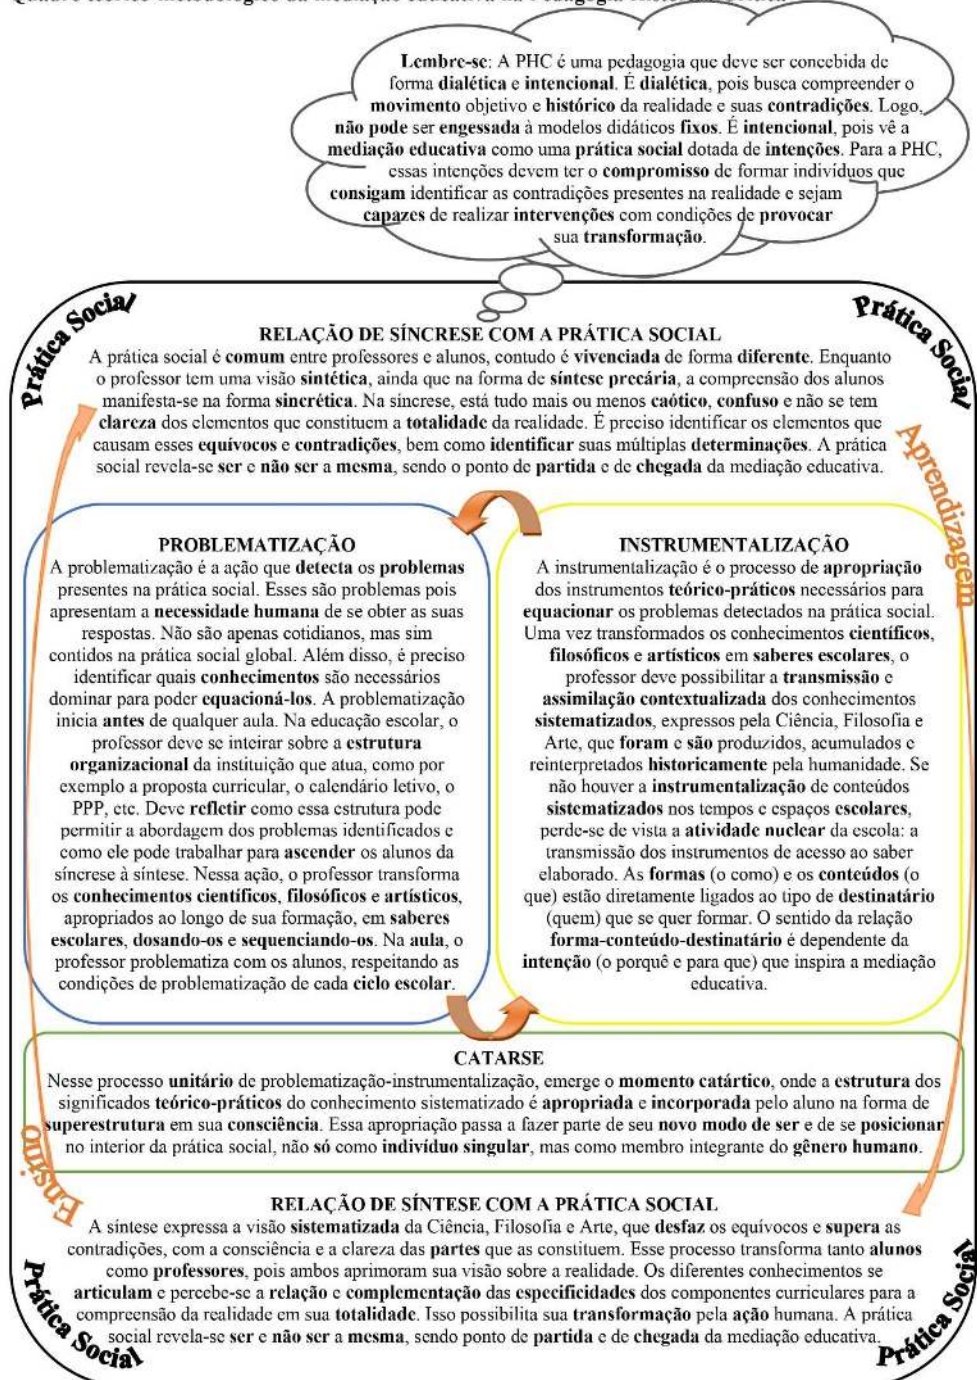 Lembre-se: A PHC é uma pedagogia que deve ser concebida de
forma dialética e intencional. É dialética, pois busca compreender o
movimento objetivo e histórico da realidade e suas contradições. Logo,
não pode ser engessada à modelos didáticos fixos. É intencional, pois vê a
mediação educativa como uma prática social dotada de intenções. Para a PHC,
essas intenções devem ter o compromisso de formar indivíduos que
consigam identificar as contradições presentes na realidade e sejam
capazes de realizar intervenções com condições de provocar
sua transformação.
Prática Social
Prática Social
RELAÇÃO DE SÍNCRESE COM A PRÁTICA SOCIAL
A prática social é comum entre professores e alunos, contudo é vivenciada de forma diferente. Enquanto
o professor tem uma visão sintética, ainda que na forma de síntese precária, a compreensão dos alunos
manifesta-se na forma sincrética. Na síncrese, está tudo mais ou menos caótico, confuso e não se tem
clareza dos elementos que constituem a totalidade da realidade. É preciso identificar os elementos que
causam esses equívocos e contradições, bem como identificar suas múltiplas determinações. A prática
social revela-se ser e não ser a mesma, sendo o ponto de partida e de chegada da mediação educativa.
Aprendizagem
PROBLEMATIZAÇÃO
A problematização é a ação que detecta os problemas
presentes na prática social. Esses são problemas pois
apresentam a necessidade humana de se obter as suas
respostas. Não são apenas cotidianos, mas sim
contidos na prática social global. Além disso, é preciso
identificar quais conhecimentos são necessários
dominar para poder equacioná-los. A problematização
inicia antes de qualquer aula. Na educação escolar, o
professor deve se inteirar sobre a estrutura
organizacional da instituição que atua, como por
exemplo a proposta curricular, o calendário letivo, o
PPP, etc. Deve refletir como essa estrutura pode
permitir a abordagem dos problemas identificados e
como ele pode trabalhar para ascender os alunos da
síncrese à síntese. Nessa ação, o professor transforma
os conhecimentos científicos, filosóficos e artísticos,
apropriados ao longo de sua formação, em saberes
escolares, dosando-os e sequenciando-os. Na aula, o
professor problematiza com os alunos, respeitando as
condições de problematização de cada ciclo escolar.
INSTRUMENTALIZAÇÃO
A instrumentalização é o processo de apropriação
dos instrumentos teórico-práticos necessários para
equacionar os problemas detectados na prática social.
Uma vez transformados os conhecimentos científicos,
filosóficos e artísticos em saberes escolares, o
professor deve possibilitar a transmissão e
assimilação contextualizada dos conhecimentos
sistematizados, expressos pela Ciência, Filosofia e
Arte, que foram e são produzidos, acumulados e
reinterpretados historicamente pela humanidade. Se
não houver a instrumentalização de conteúdos
sistematizados nos tempos e espaços escolares,
perde-se de vista a atividade nuclear da escola: a
transmissão dos instrumentos de acesso ao saber
elaborado. As formas (o como) e os conteúdos (o
que) estão diretamente ligados ao tipo de destinatário
(quem) que se quer formar. O sentido da relação
forma-conteúdo-destinatário é dependente da
intenção (o porquê e para que) que inspira a mediação
educativa.
CATARSE
Nesse processo unitário de problematização-instrumentalização, emerge o momento catártico, onde a estrutura dos
significados teórico-práticos do conhecimento sistematizado é apropriada e incorporada pelo aluno na forma de
superestrutura em sua consciência. Essa apropriação passa a fazer parte de seu novo modo de ser e de se posicionar
no interior da prática social, não só como indivíduo singular, mas como membro integrante do gênero humano.
Ensino
RELAÇÃO DE SÍNTESE COM A PRÁTICA SOCIAL
A síntese expressa a visão sistematizada da Ciência, Filosofia e Arte, que desfaz os equívocos e supera as
contradições, com a consciência e a clareza das partes que as constituem. Esse processo transforma tanto alunos
como professores, pois ambos aprimoram sua visão sobre a realidade. Os diferentes conhecimentos se
articulam e percebe-se a relação e complementação das especificidades dos componentes curriculares para a
compreensão da realidade em sua totalidade. Isso possibilita sua transformação pela ação humana. A prática
social revela-se ser e não ser a mesma, sendo ponto de partida e de chegada da mediação educativa.
Prática Social
Prática Social